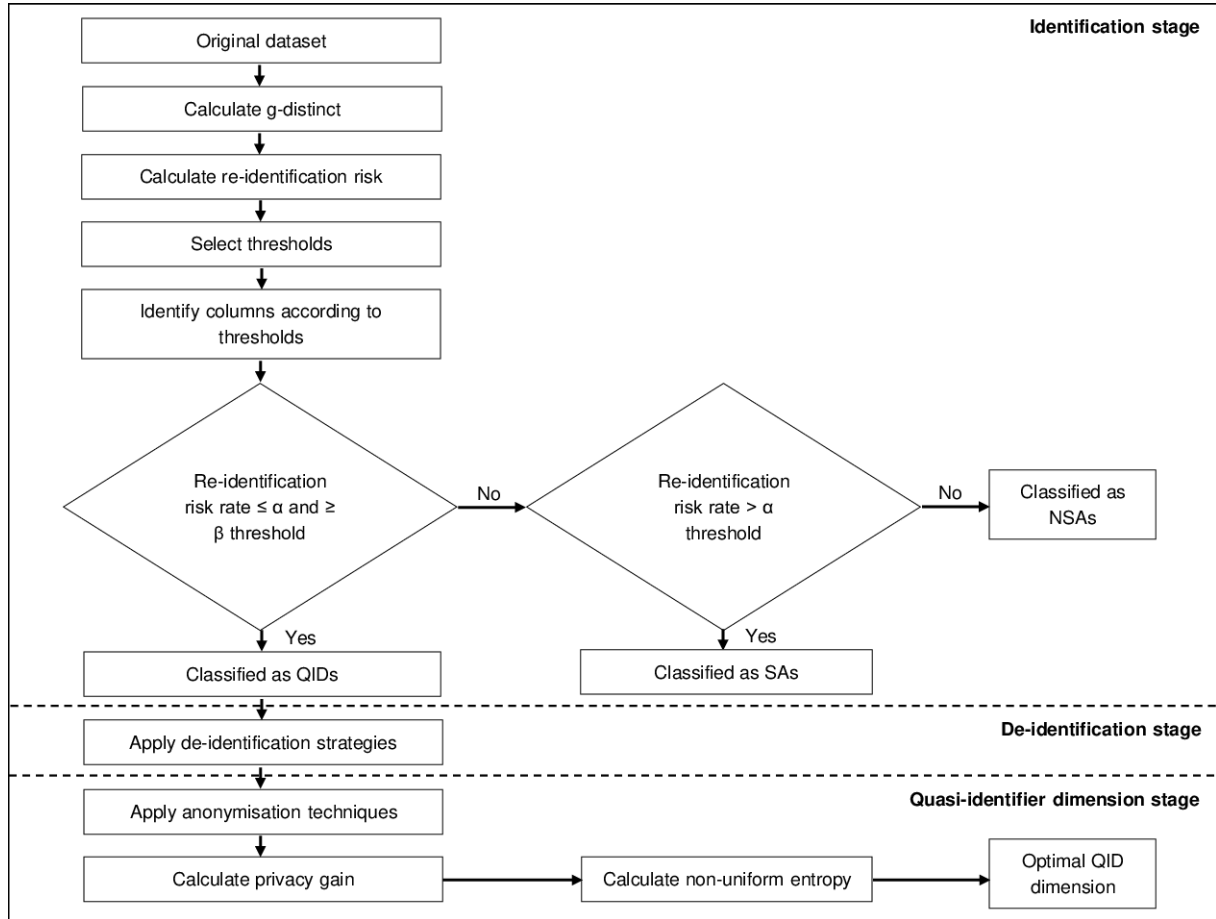 Identification stage
Original dataset
Calculate g-distinct
Calculate re-identification risk
Select thresholds
Identify columns according to
thresholds
Re-identification
risk rate ≤ α and ≥
β threshold
No
Re-identification
risk rate > α
threshold
No
Classified as
NSAs
Yes
Yes
Classified as QIDs
Classified as SAs
De-identification stage
Apply de-identification strategies
Quasi-identifier dimension stage
Apply anonymisation techniques
Calculate privacy gain
Calculate non-uniform entropy
Optimal QID
dimension